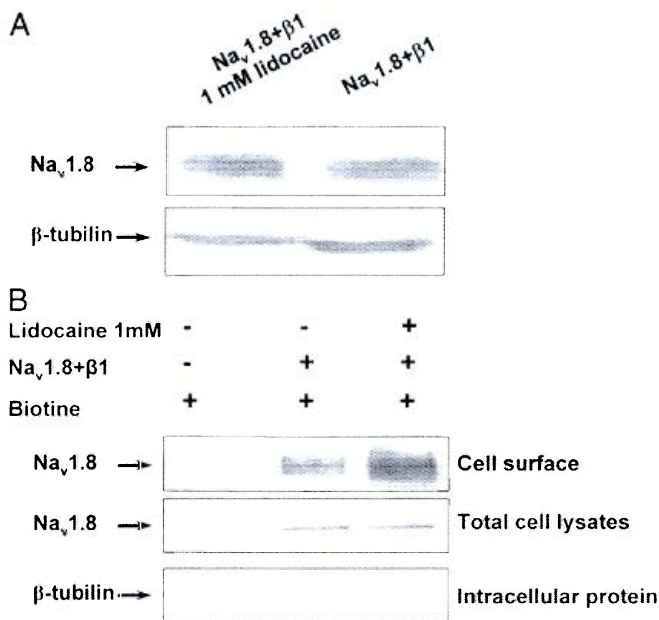 A
Naᵥ1.8+β1
1 mM lidocaine
Naᵥ1.8+β1
Naᵥ1.8
β-tubilin
B
Lidocaine 1mM - - +
Naᵥ1.8+β1 - + +
Biotine + + +
Naᵥ1.8 Cell surface
Naᵥ1.8 Total cell lysates
β-tubilin Intracellular protein